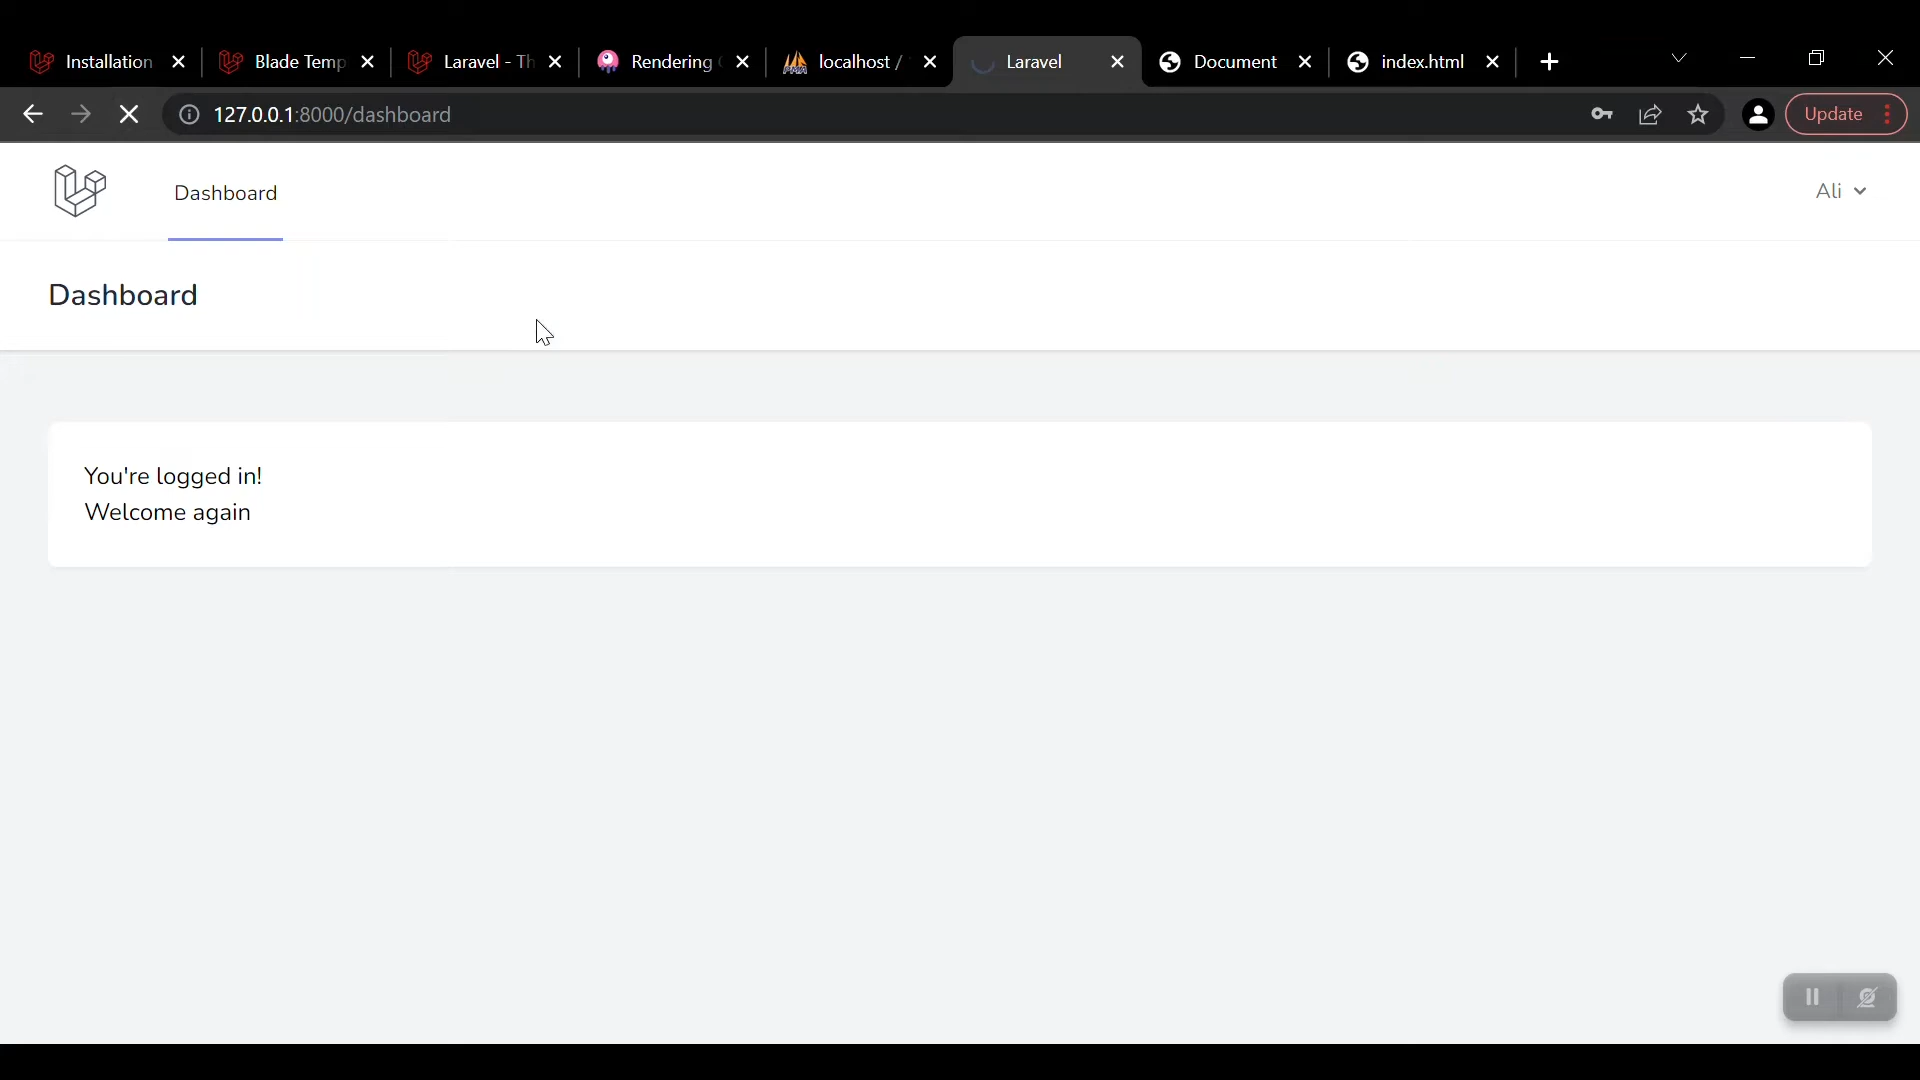 Installation
Blade Temp
Laravel - Th
Rendering
localhost /
Laravel
Document
index.html
127.0.0.1:8000/dashboard
Update
Dashboard
Ali
Dashboard
You're logged in!
Welcome again